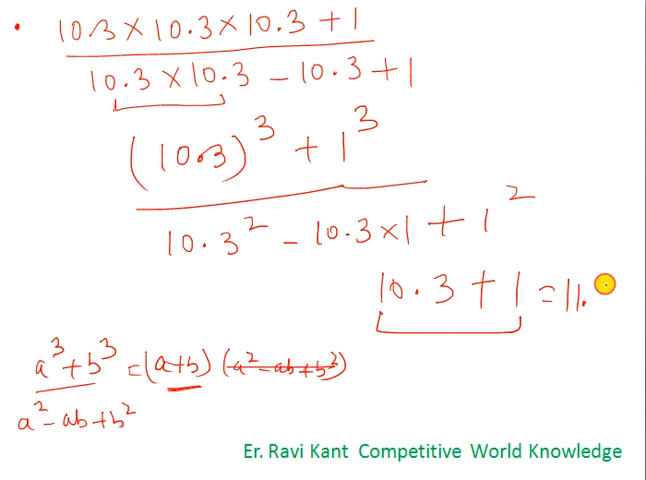 10.3 × 10.3 × 10.3 + 1
10.3 × 10.3 − 10.3 + 1
(10.3)³ + 1³
10.3² − 10.3×1 + 1²
10.3 + 1 = 11.
a³ + b³ = (a+b) (a² − ab + b²)
a² − ab + b²
Er. Ravi Kant Competitive World Knowledge